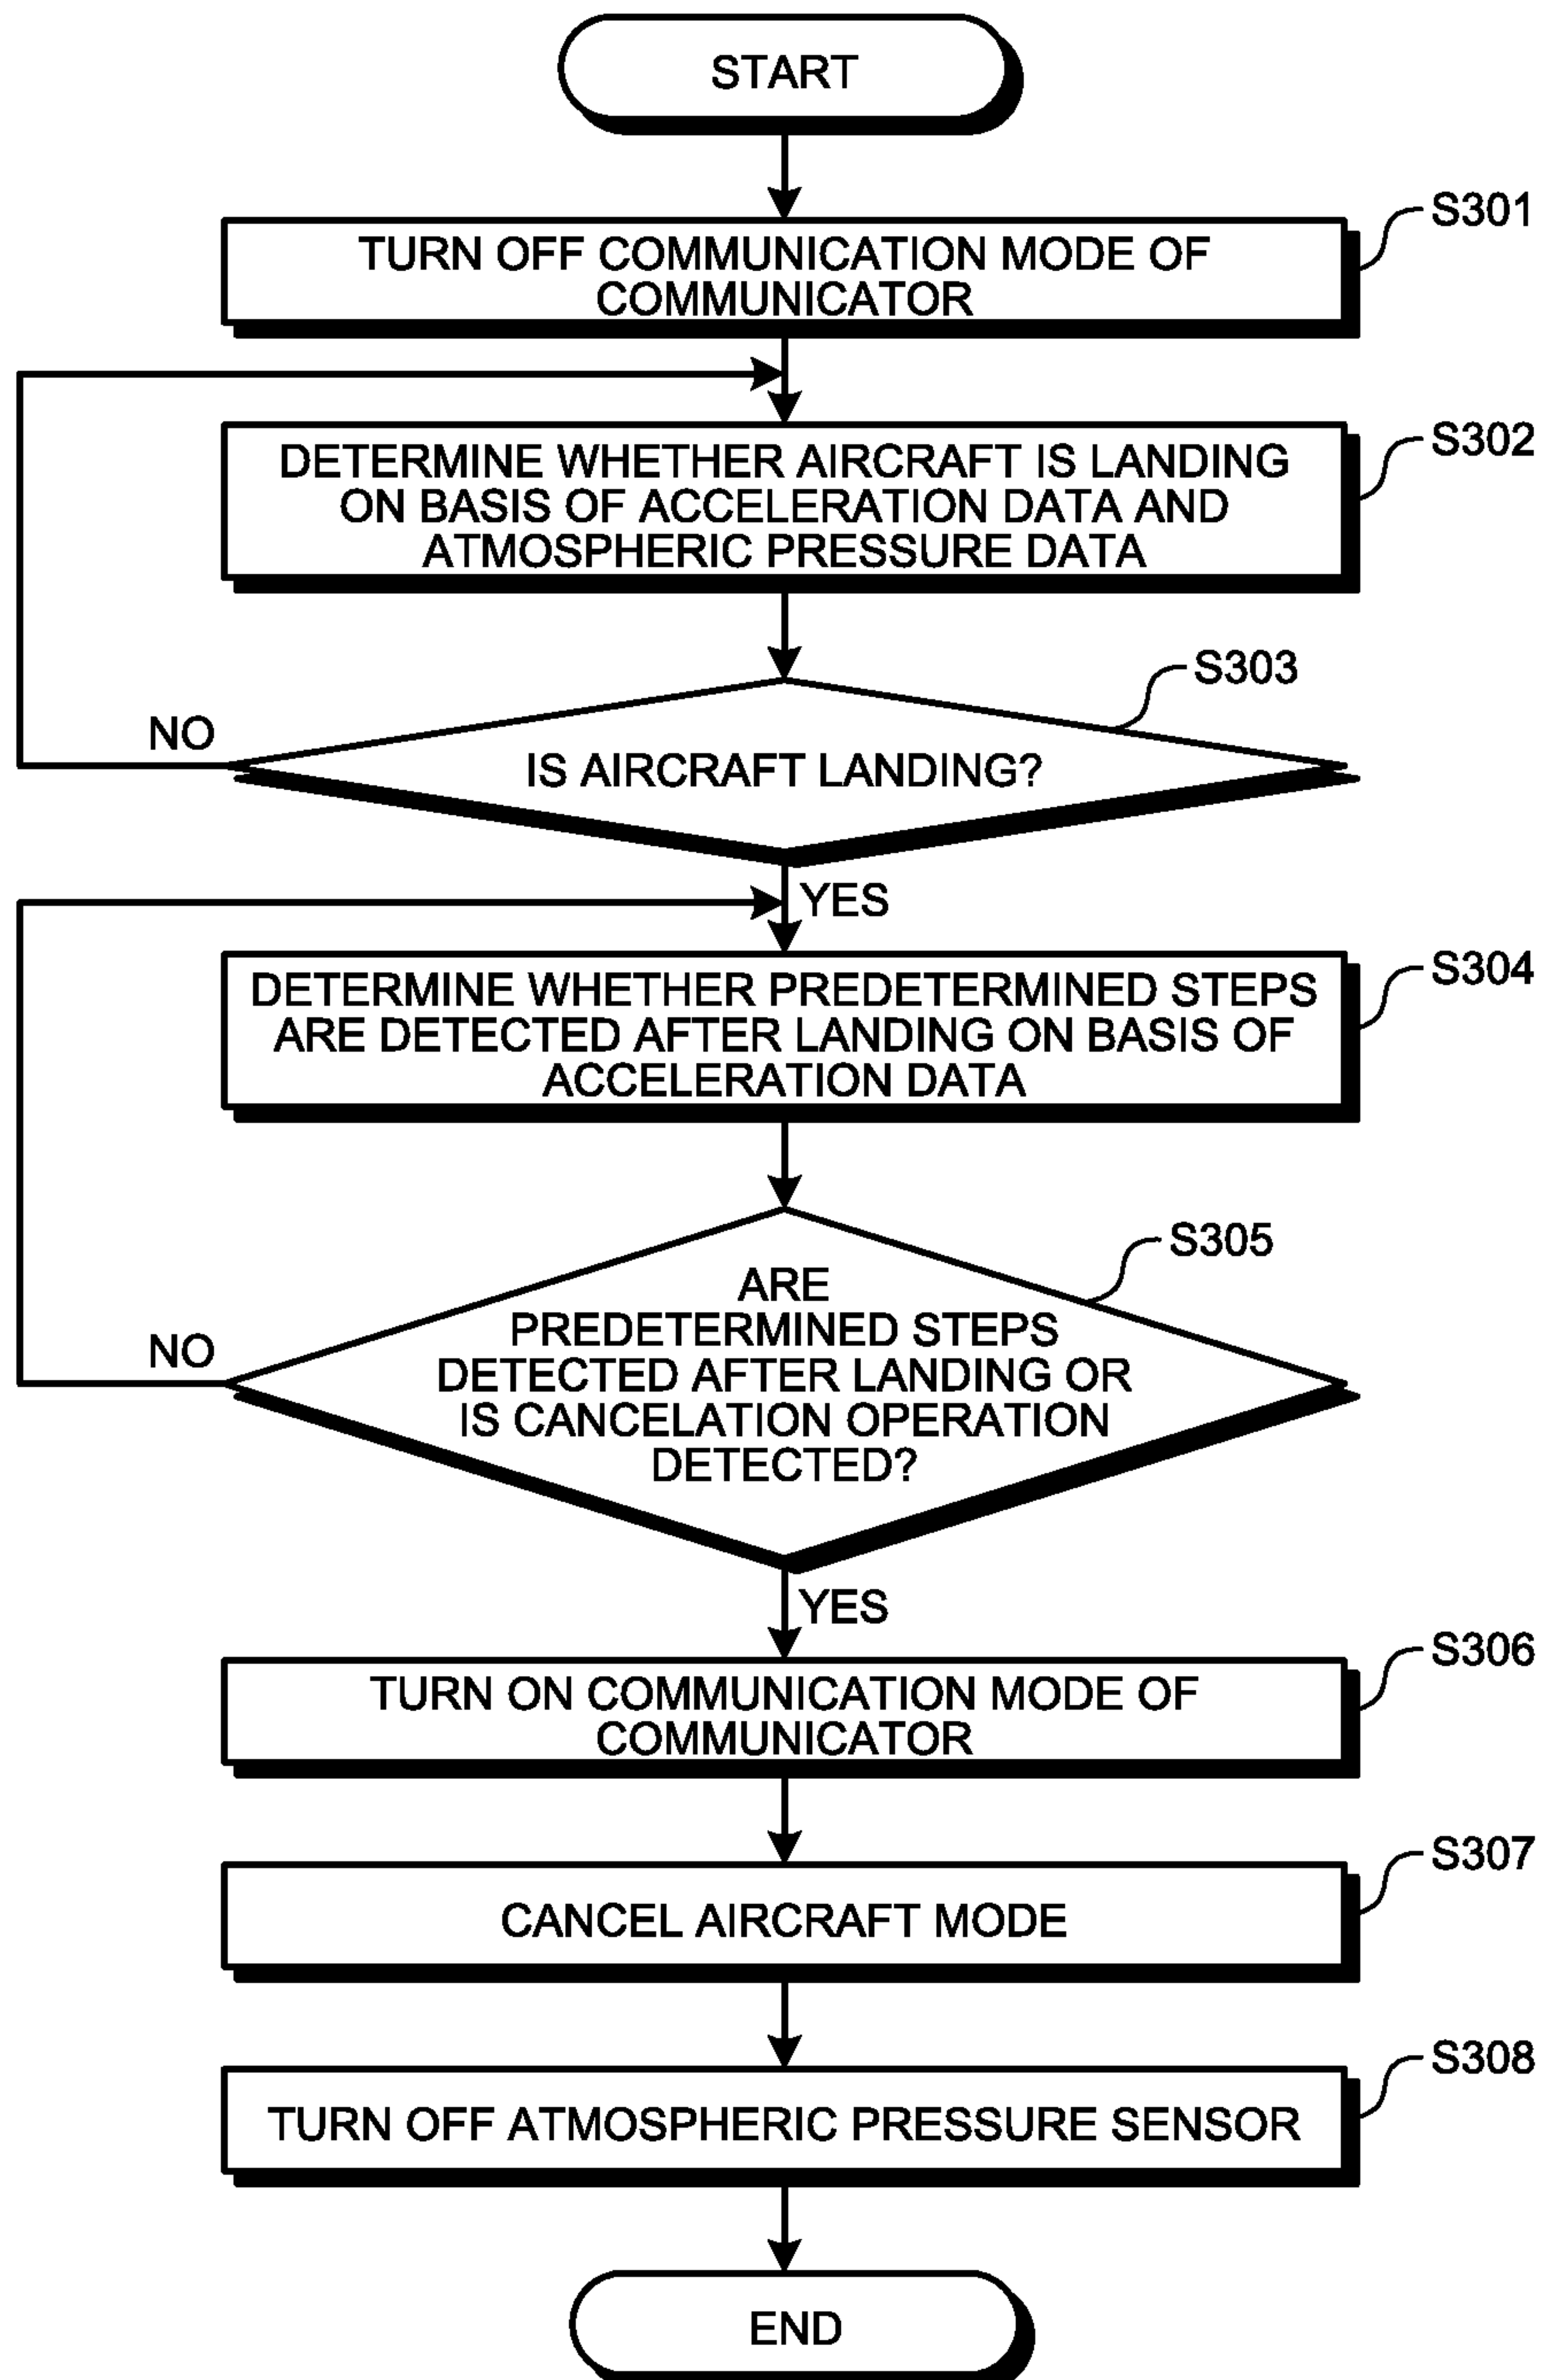 START
S301
TURN OFF COMMUNICATION MODE OF
COMMUNICATOR
S302
DETERMINE WHETHER AIRCRAFT IS LANDING
ON BASIS OF ACCELERATION DATA AND
ATMOSPHERIC PRESSURE DATA
S303
NO
IS AIRCRAFT LANDING?
YES
S304
DETERMINE WHETHER PREDETERMINED STEPS
ARE DETECTED AFTER LANDING ON BASIS OF
ACCELERATION DATA
S305
ARE
PREDETERMINED STEPS
NO
DETECTED AFTER LANDING OR
IS CANCELATION OPERATION
DETECTED?
YES
S306
TURN ON COMMUNICATION MODE OF
COMMUNICATOR
S307
CANCEL AIRCRAFT MODE
S308
TURN OFF ATMOSPHERIC PRESSURE SENSOR
END